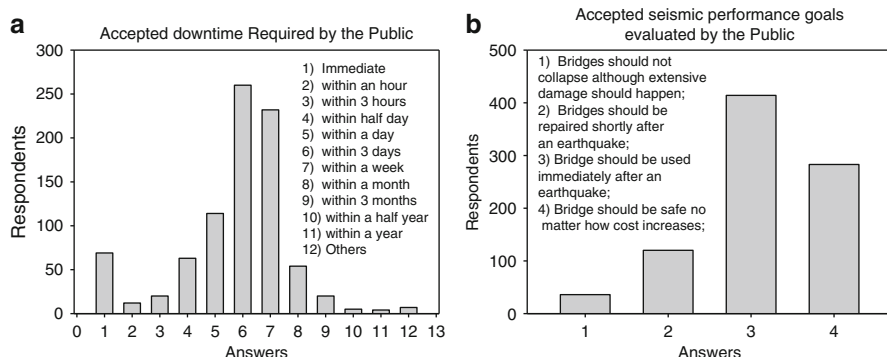 a
Accepted downtime Required by the Public
300
250
200
150
100
50
0
Respondents
1) Immediate
2) within an hour
3) within 3 hours
4) within half day
5) within a day
6) within 3 days
7) within a week
8) within a month
9) within 3 months
10) within a half year
11) within a year
12) Others
0 1 2 3 4 5 6 7 8 9 10 11 12 13
Answers
b
Accepted seismic performance goals
evaluated by the Public
500
400
300
200
100
0
Respondents
1) Bridges should not
collapse although extensive
damage should happen;
2) Bridges should be
repaired shortly after
an earthquake;
3) Bridge should be used
immediately after an
earthquake;
4) Bridge should be safe no
matter how cost increases;
1 2 3 4
Answers